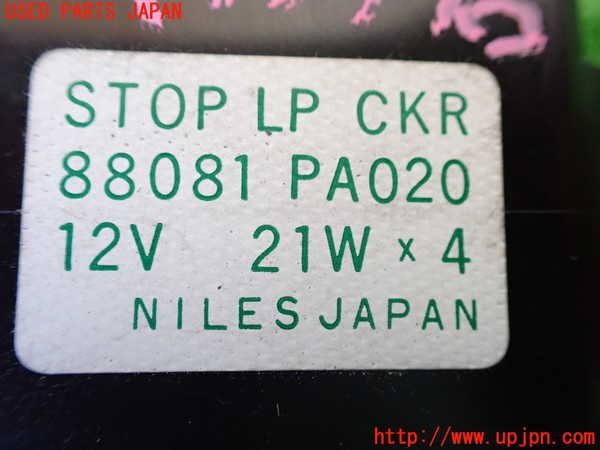 USED PARTS JAPAN
STOP LP CKR
88081 PA020
12V 21W x 4
NILES JAPAN
http://www.upjpn.com/